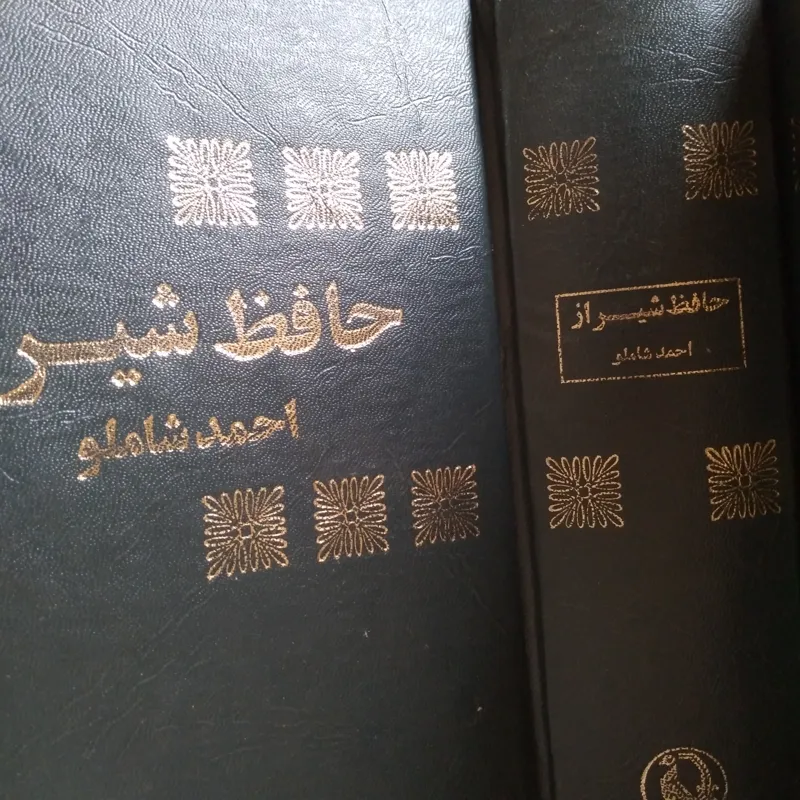 حافظ شیر
احمد شاملو
حافظ شیراز
احمد شاملو